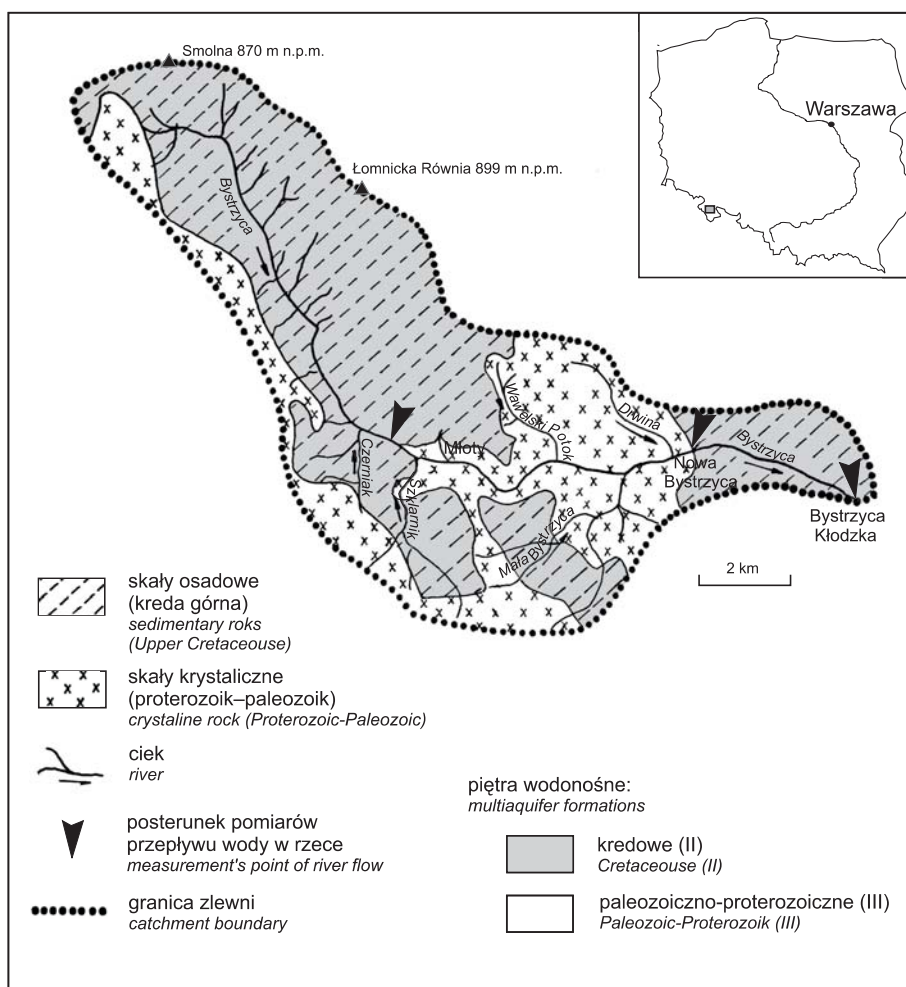 Smolna 870 m n.p.m.
Łomnicka Równia 899 m n.p.m.
Warszawa
Bystrzyca
Wawelski Potok
Drwina
Młoty
Czerniak
Szklarnik
Nowa
Bystrzyca
Bystrzyca
Mała Bystrzyca
Bystrzyca
Kłodzka
2 km
skały osadowe
(kreda górna)
sedimentary roks
(Upper Cretaceouse)
skały krystaliczne
(proterozoik–paleozoik)
crystaline rock (Proterozoic-Paleozoic)
ciek
river
posterunek pomiarów
przepływu wody w rzece
measurement's point of river flow
granica zlewni
catchment boundary
piętra wodonośne:
multiaquifer formations
kredowe (II)
Cretaceouse (II)
paleozoiczno-proterozoiczne (III)
Paleozoic-Proterozoik (III)